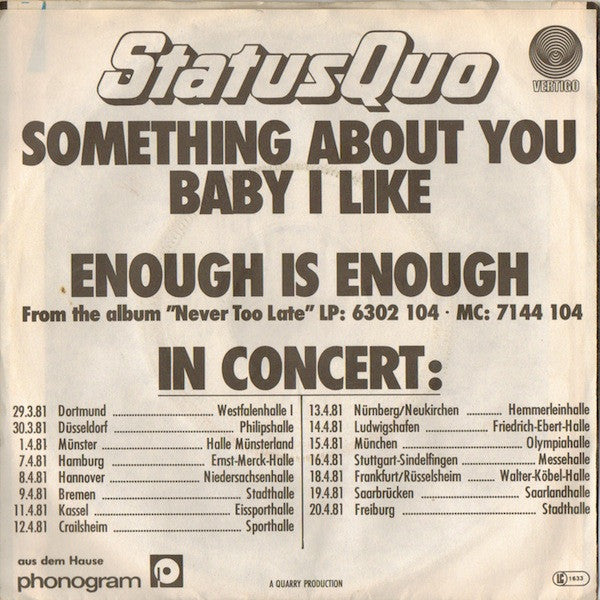 StatusQuo
VERTIGO
SOMETHING ABOUT YOU
BABY I LIKE
ENOUGH IS ENOUGH
From the album "Never Too Late" LP: 6302 104 · MC: 7144 104
IN CONCERT:
29.3.81 Dortmund ........ Westfalenhalle I
30.3.81 Düsseldorf ........ Philipshalle
1.4.81 Münster ........ Halle Münsterland
7.4.81 Hamburg ........ Ernst-Merck-Halle
8.4.81 Hannover ........ Niedersachsenhalle
9.4.81 Bremen ........ Stadthalle
11.4.81 Kassel ........ Eissporthalle
12.4.81 Crailsheim ........ Sporthalle
13.4.81 Nürnberg/Neukirchen ........ Hemmerleinhalle
14.4.81 Ludwigshafen ........ Friedrich-Ebert-Halle
15.4.81 München ........ Olympiahalle
16.4.81 Stuttgart-Sindelfingen ........ Messehalle
18.4.81 Frankfurt/Rüsselsheim ........ Walter-Köbel-Halle
19.4.81 Saarbrücken ........ Saarlandhalle
20.4.81 Freiburg ........ Stadthalle
aus dem Hause
phonogram p
A QUARRY PRODUCTION
LC 1633